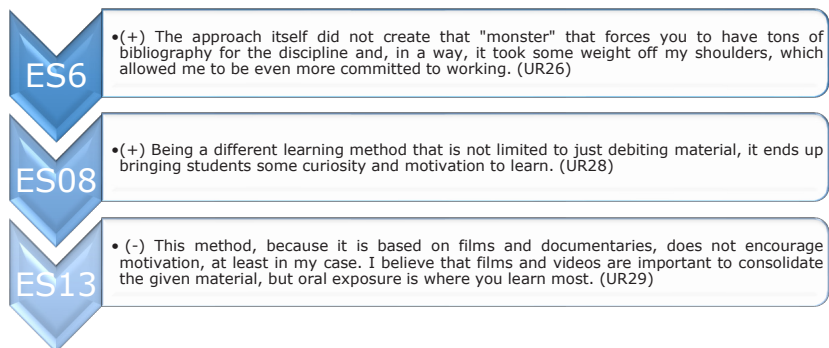 ES6
•(+) The approach itself did not create that "monster" that forces you to have tons of
bibliography for the discipline and, in a way, it took some weight off my shoulders, which
allowed me to be even more committed to working. (UR26)
ES08
•(+) Being a different learning method that is not limited to just debiting material, it ends up
bringing students some curiosity and motivation to learn. (UR28)
ES13
• (-) This method, because it is based on films and documentaries, does not encourage
motivation, at least in my case. I believe that films and videos are important to consolidate
the given material, but oral exposure is where you learn most. (UR29)